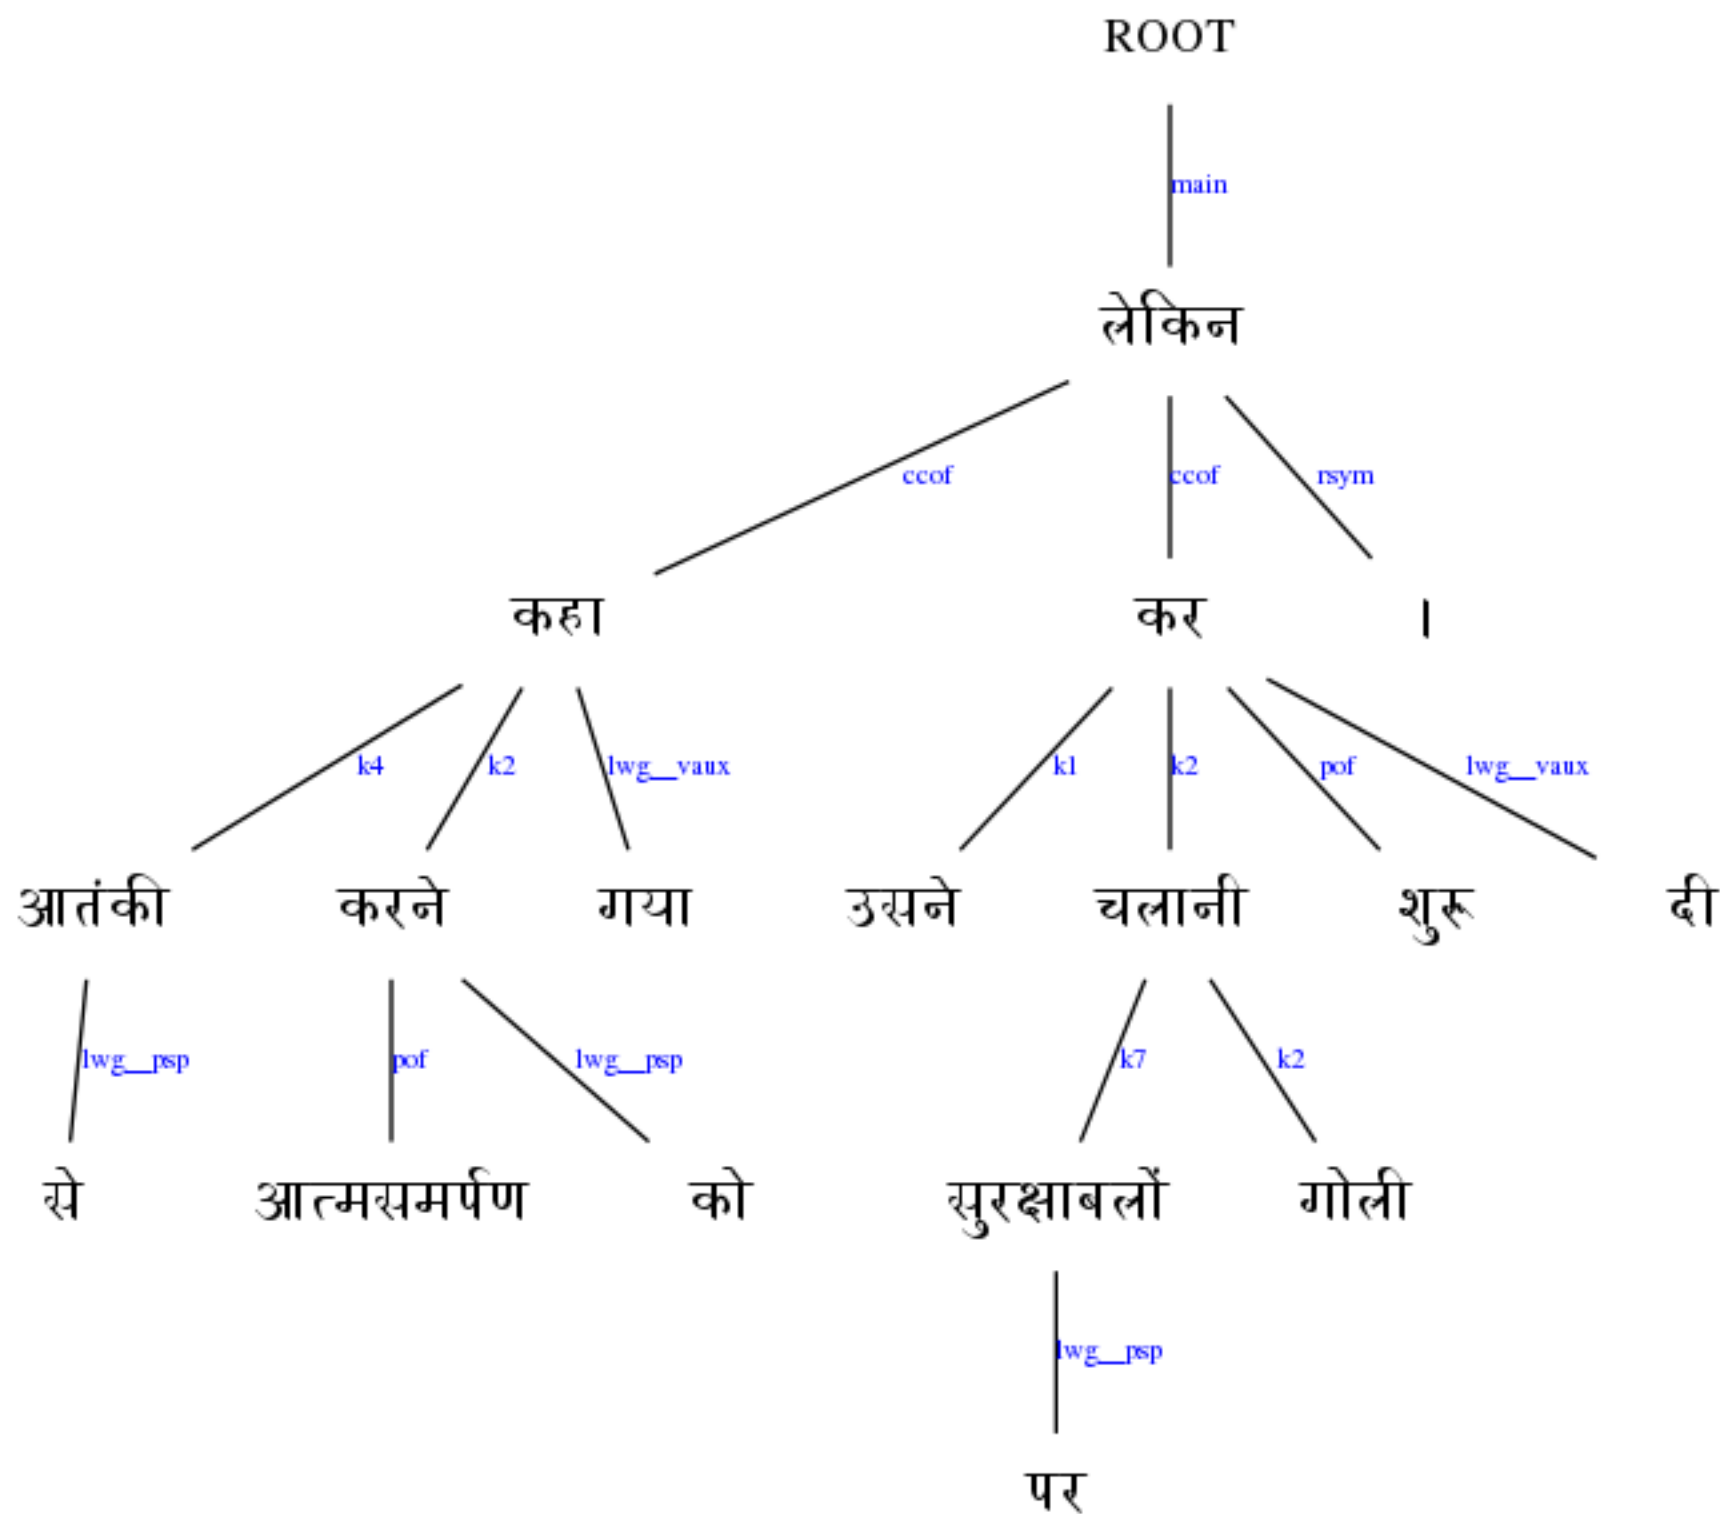 ROOT
main
लेकिन
ccof ccof rsym
कहा कर ।
k4 k2 lwg__vaux k1 k2 pof lwg__vaux
आतंकी करने गया उसने चलानी शुरू दी
lwg__psp pof lwg__psp k7 k2
से आत्मसमर्पण को सुरक्षाबलों गोली
lwg__psp
पर